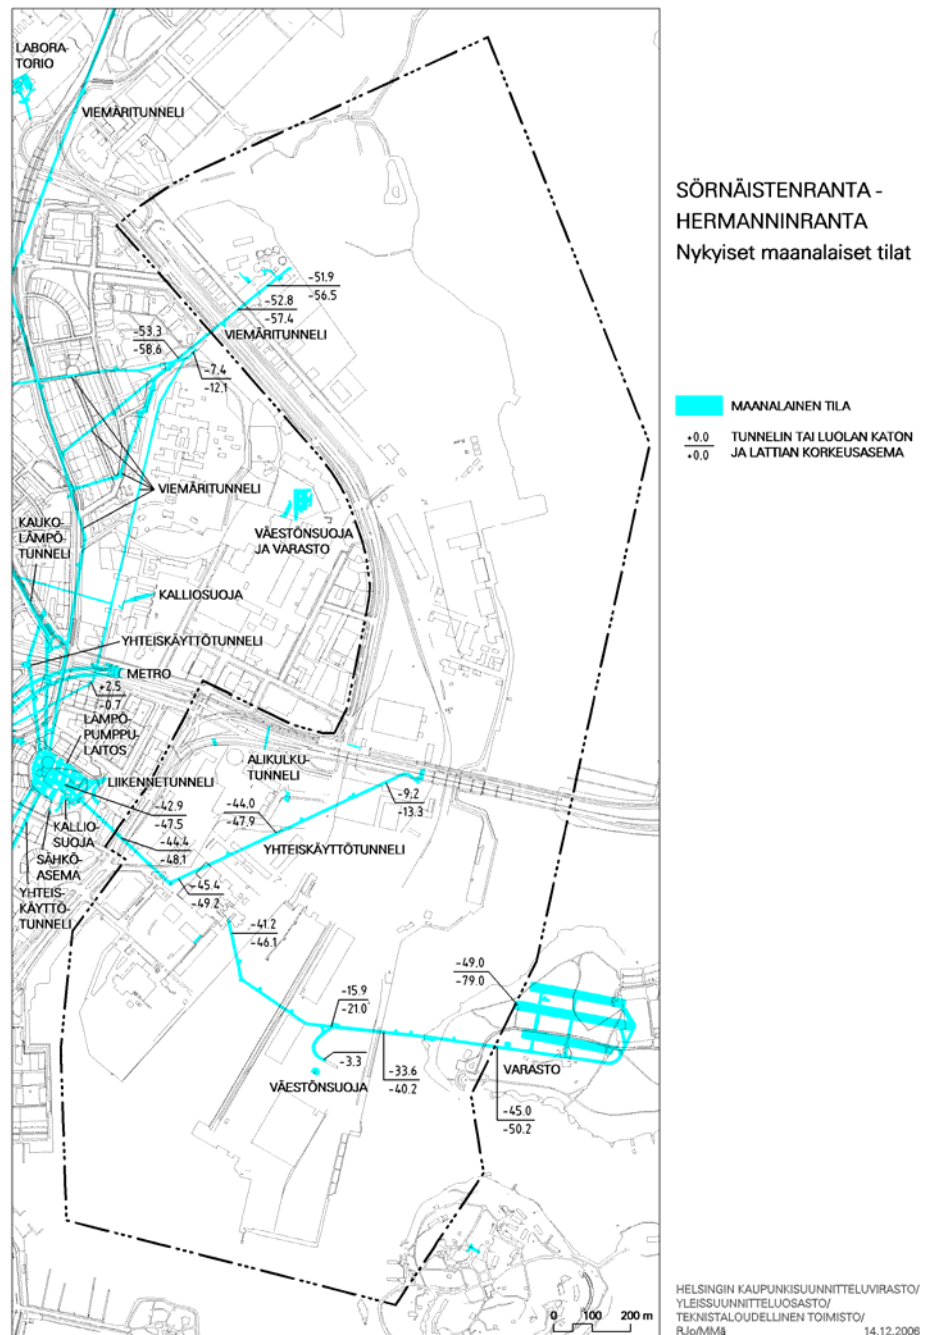 LABORA-
TORIO
VIEMÄRITUNNELI
SÖRNÄISTENRANTA -
HERMANNINRANTA
Nykyiset maanalaiset tilat
-51.9
-56.5
-52.8
-57.4
VIEMÄRITUNNELI
-53.3
-58.6
-7.4
-12.1
MAANALAINEN TILA
+0.0
+0.0
TUNNELIN TAI LUOLAN KATON
JA LATTIAN KORKEUSASEMA
VIEMÄRITUNNELI
KAUKO-
LÄMPÖ-
TUNNELI
VÄESTÖNSUOJA
JA VARASTO
KALLIOSUOJA
YHTEISKÄYTTÖTUNNELI
METRO
+2.5
-0.7
LÄMPÖ-
PUMPPU-
LAITOS
ALIKULKU-
TUNNELI
LIIKENNETUNNELI
-42.9
-47.5
-44.0
-47.9
-9.2
-13.3
KALLIO-
SUOJA
-44.4
-48.1
YHTEISKÄYTTÖTUNNELI
SÄHKÖ-
ASEMA
YHTEIS-
KÄYTTÖ-
TUNNELI
-45.4
-49.2
-41.2
-46.1
-49.0
-79.0
-15.9
-21.0
-3.3
VÄESTÖNSUOJA
-33.6
-40.2
VARASTO
-45.0
-50.2
0 100 200 m
HELSINGIN KAUPUNKISUUNNITTELUVIRASTO/
YLEISSUUNNITTELUOSASTO/
TEKNISTALOUDELLINEN TOIMISTO/
RJo/MMä 14.12.2006